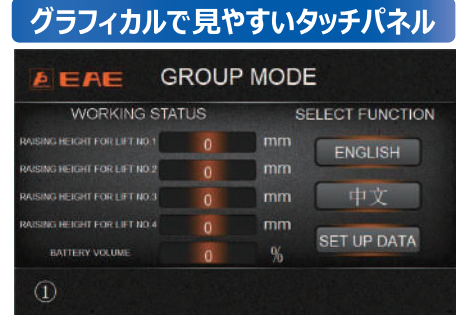 グラフィカルで見やすいタッチパネル
EAE GROUP MODE
WORKING STATUS SELECT FUNCTION
RAISING HEIGHT FOR LIFT NO.1 0 mm
ENGLISH
RAISING HEIGHT FOR LIFT NO.2 0 mm
RAISING HEIGHT FOR LIFT NO.3 0 mm
中文
RAISING HEIGHT FOR LIFT NO.4 0 mm
SET UP DATA
BATTERY VOLUME 0 %
①